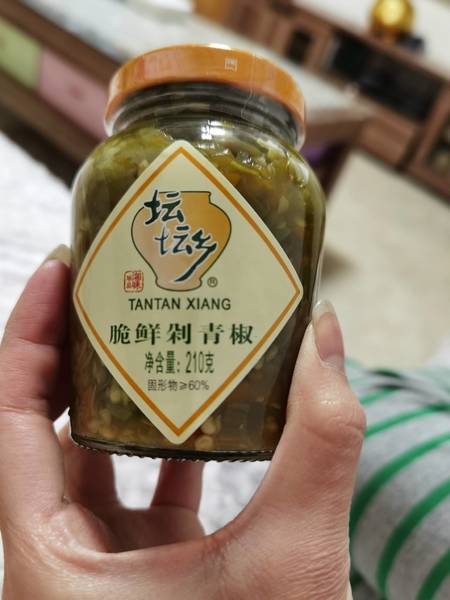 坛坛乡®
TANTAN XIANG
脆鲜剁青椒
净含量：210克
固形物≥60%